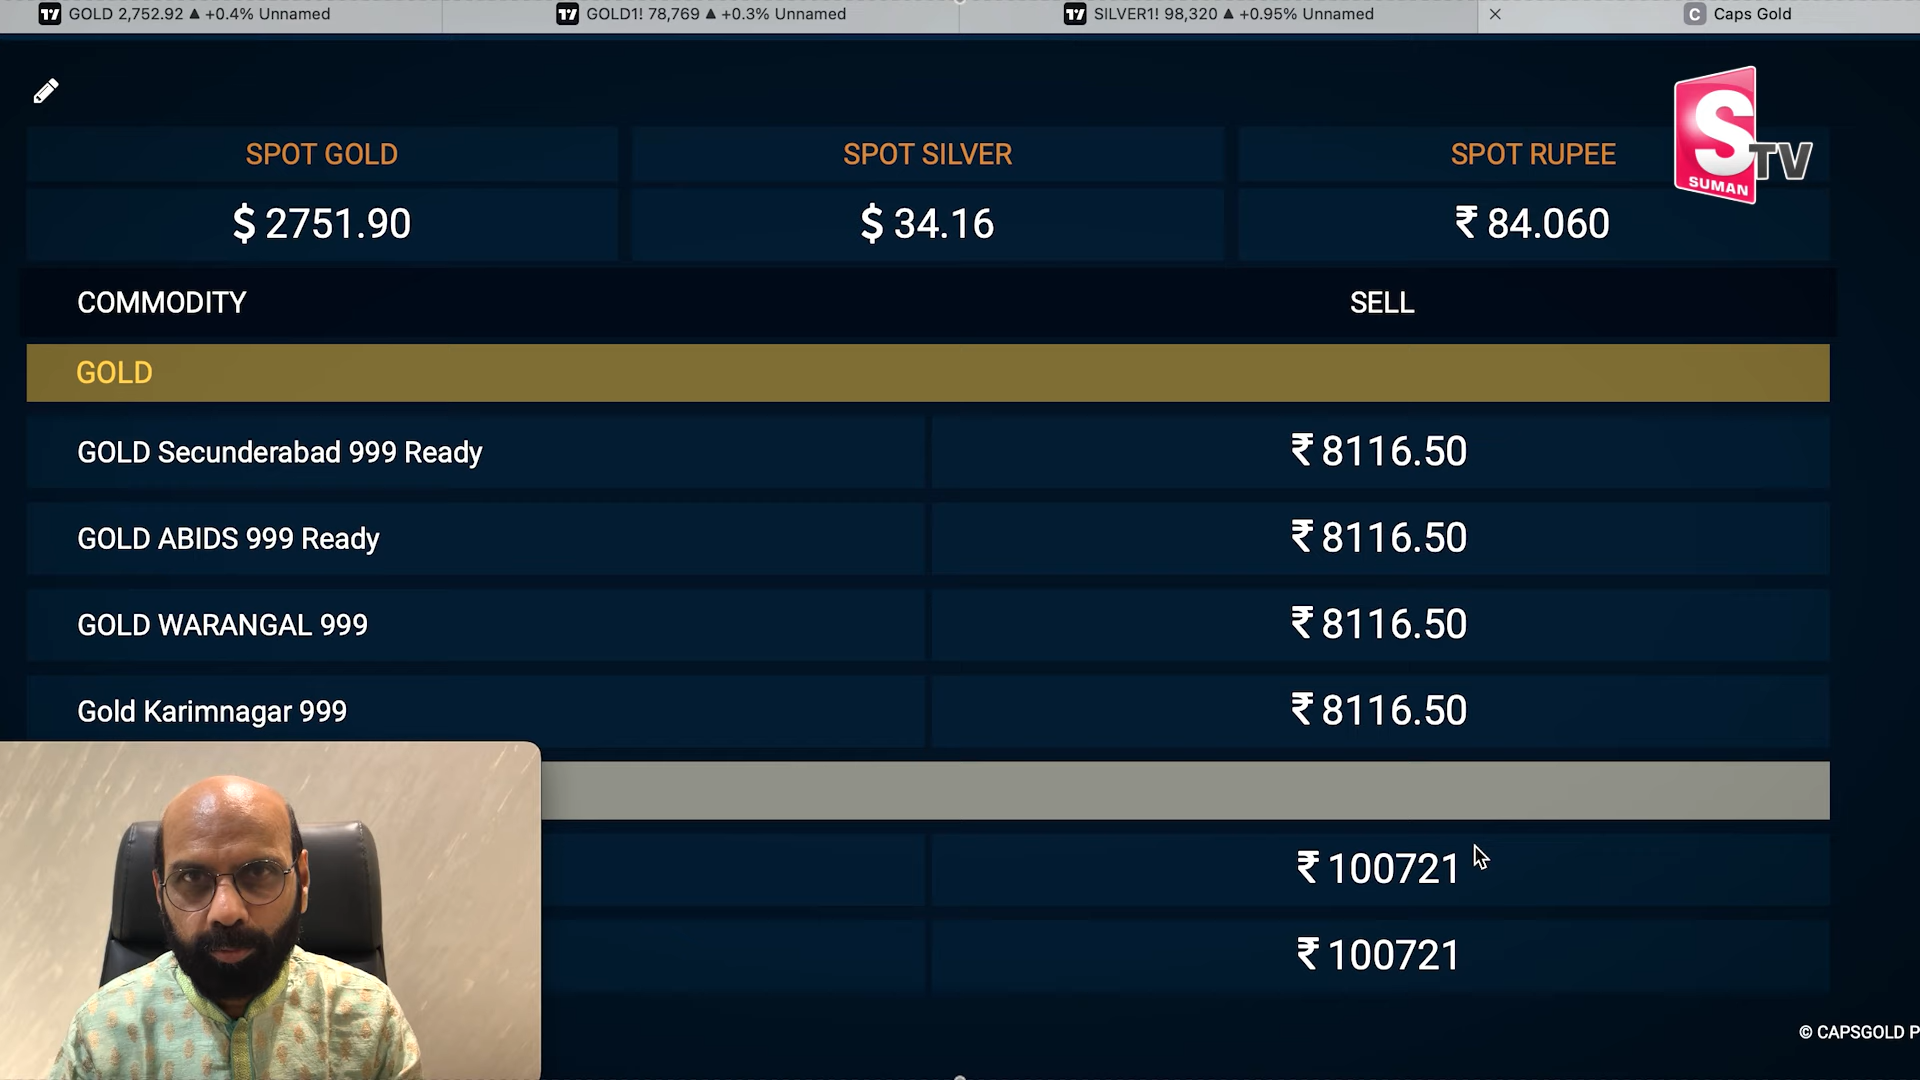 GOLD 2,752.92 ▲ +0.4% Unnamed
GOLD1! 78,769 ▲ +0.3% Unnamed
SILVER1! 98,320 ▲ +0.95% Unnamed
C Caps Gold
S TV
SUMAN
SPOT GOLD SPOT SILVER SPOT RUPEE
$ 2751.90 $ 34.16 ₹ 84.060
COMMODITY SELL
GOLD
GOLD Secunderabad 999 Ready ₹ 8116.50
GOLD ABIDS 999 Ready ₹ 8116.50
GOLD WARANGAL 999 ₹ 8116.50
Gold Karimnagar 999 ₹ 8116.50
₹ 100721
₹ 100721
© CAPSGOLD P